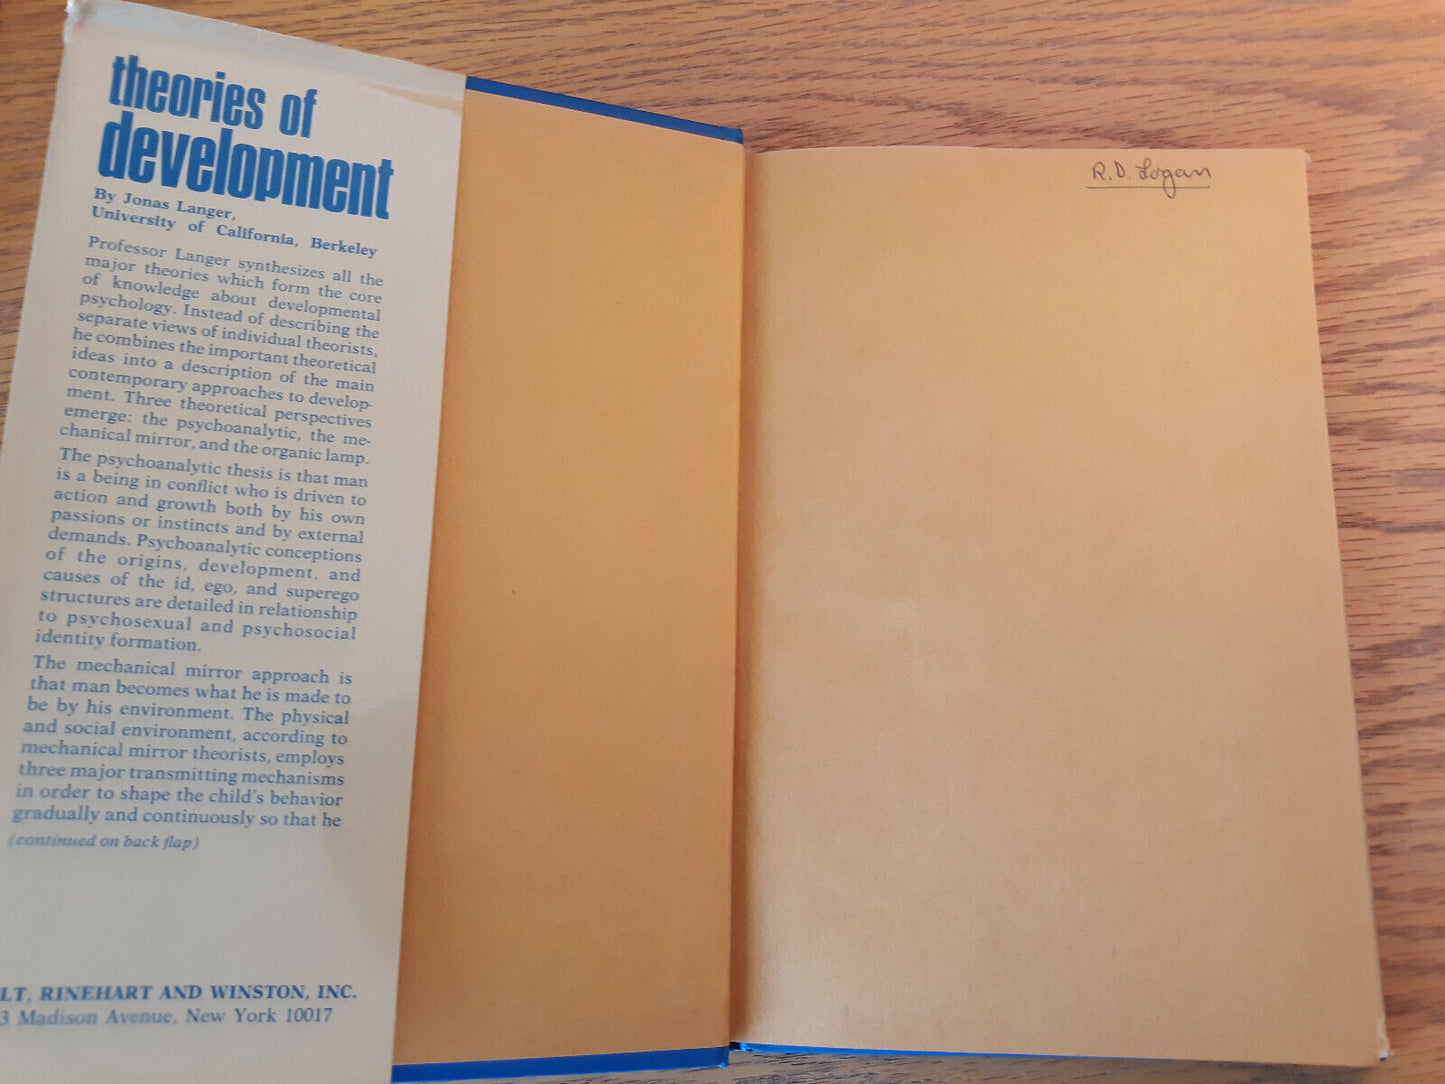 theories of
development
By Jonas Langer,
University of California, Berkeley
Professor Langer synthesizes all the
major theories which form the core
of knowledge about developmental
psychology. Instead of describing the
separate views of individual theorists,
he combines the important theoretical
ideas into a description of the main
contemporary approaches to develop-
ment. Three theoretical perspectives
emerge: the psychoanalytic, the me-
chanical mirror, and the organic lamp.
The psychoanalytic thesis is that man
is a being in conflict who is driven to
action and growth both by his own
passions or instincts and by external
demands. Psychoanalytic conceptions
of the origins, development, and
causes of the id, ego, and superego
structures are detailed in relationship
to psychosexual and psychosocial
identity formation.
The mechanical mirror approach is
that man becomes what he is made to
be by his environment. The physical
and social environment, according to
mechanical mirror theorists, employs
three major transmitting mechanisms
in order to shape the child's behavior
gradually and continuously so that he
(continued on back flap)
LT, RINEHART AND WINSTON, INC.
3 Madison Avenue, New York 10017
R.D. Logan